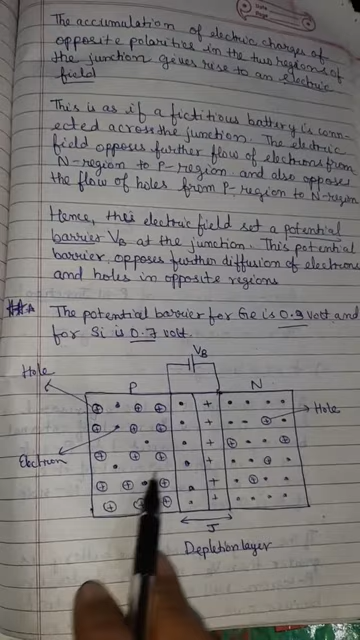 The accumulation of electric charges of
opposite polarities in the two regions of
the junction gives rise to an electric
field
This is as if a fictitious battery is conn-
ected across the junction. The electric
field opposes further flow of electrons from
N-region to P-region and also opposes
the flow of holes from P-region to N-region
Hence, this electric field set a potential
barrier VB at the junction. This potential
barrier, opposes further diffusion of electrons
and holes in opposite regions
The potential barrier for Ge is 0.3 volt and
for Si is 0.7 volt.
VB
Hole
P
N
Hole
Electron
J
Depletion layer